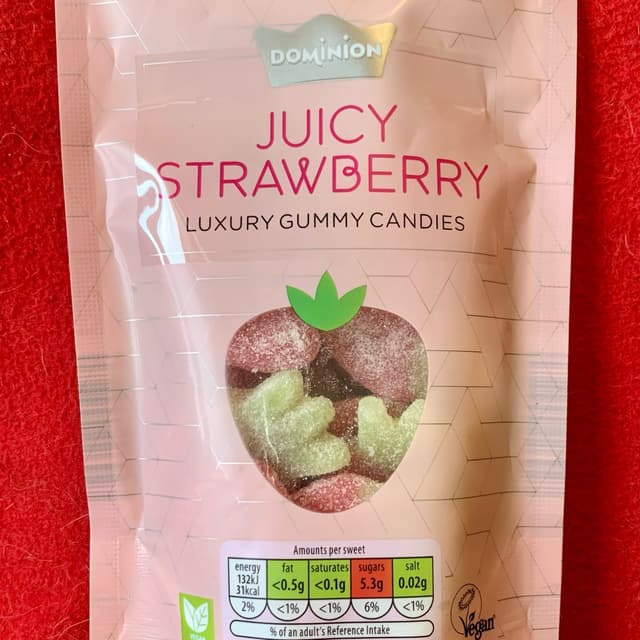 DOMINION
JUICY
STRAWBERRY
LUXURY GUMMY CANDIES
Amounts per sweet
energy fat saturates sugars salt
132kJ 31kcal <0.5g <0.1g 5.3g 0.02g
2% <1% <1% 6% <1%
% of an adult's Reference Intake
Vegan